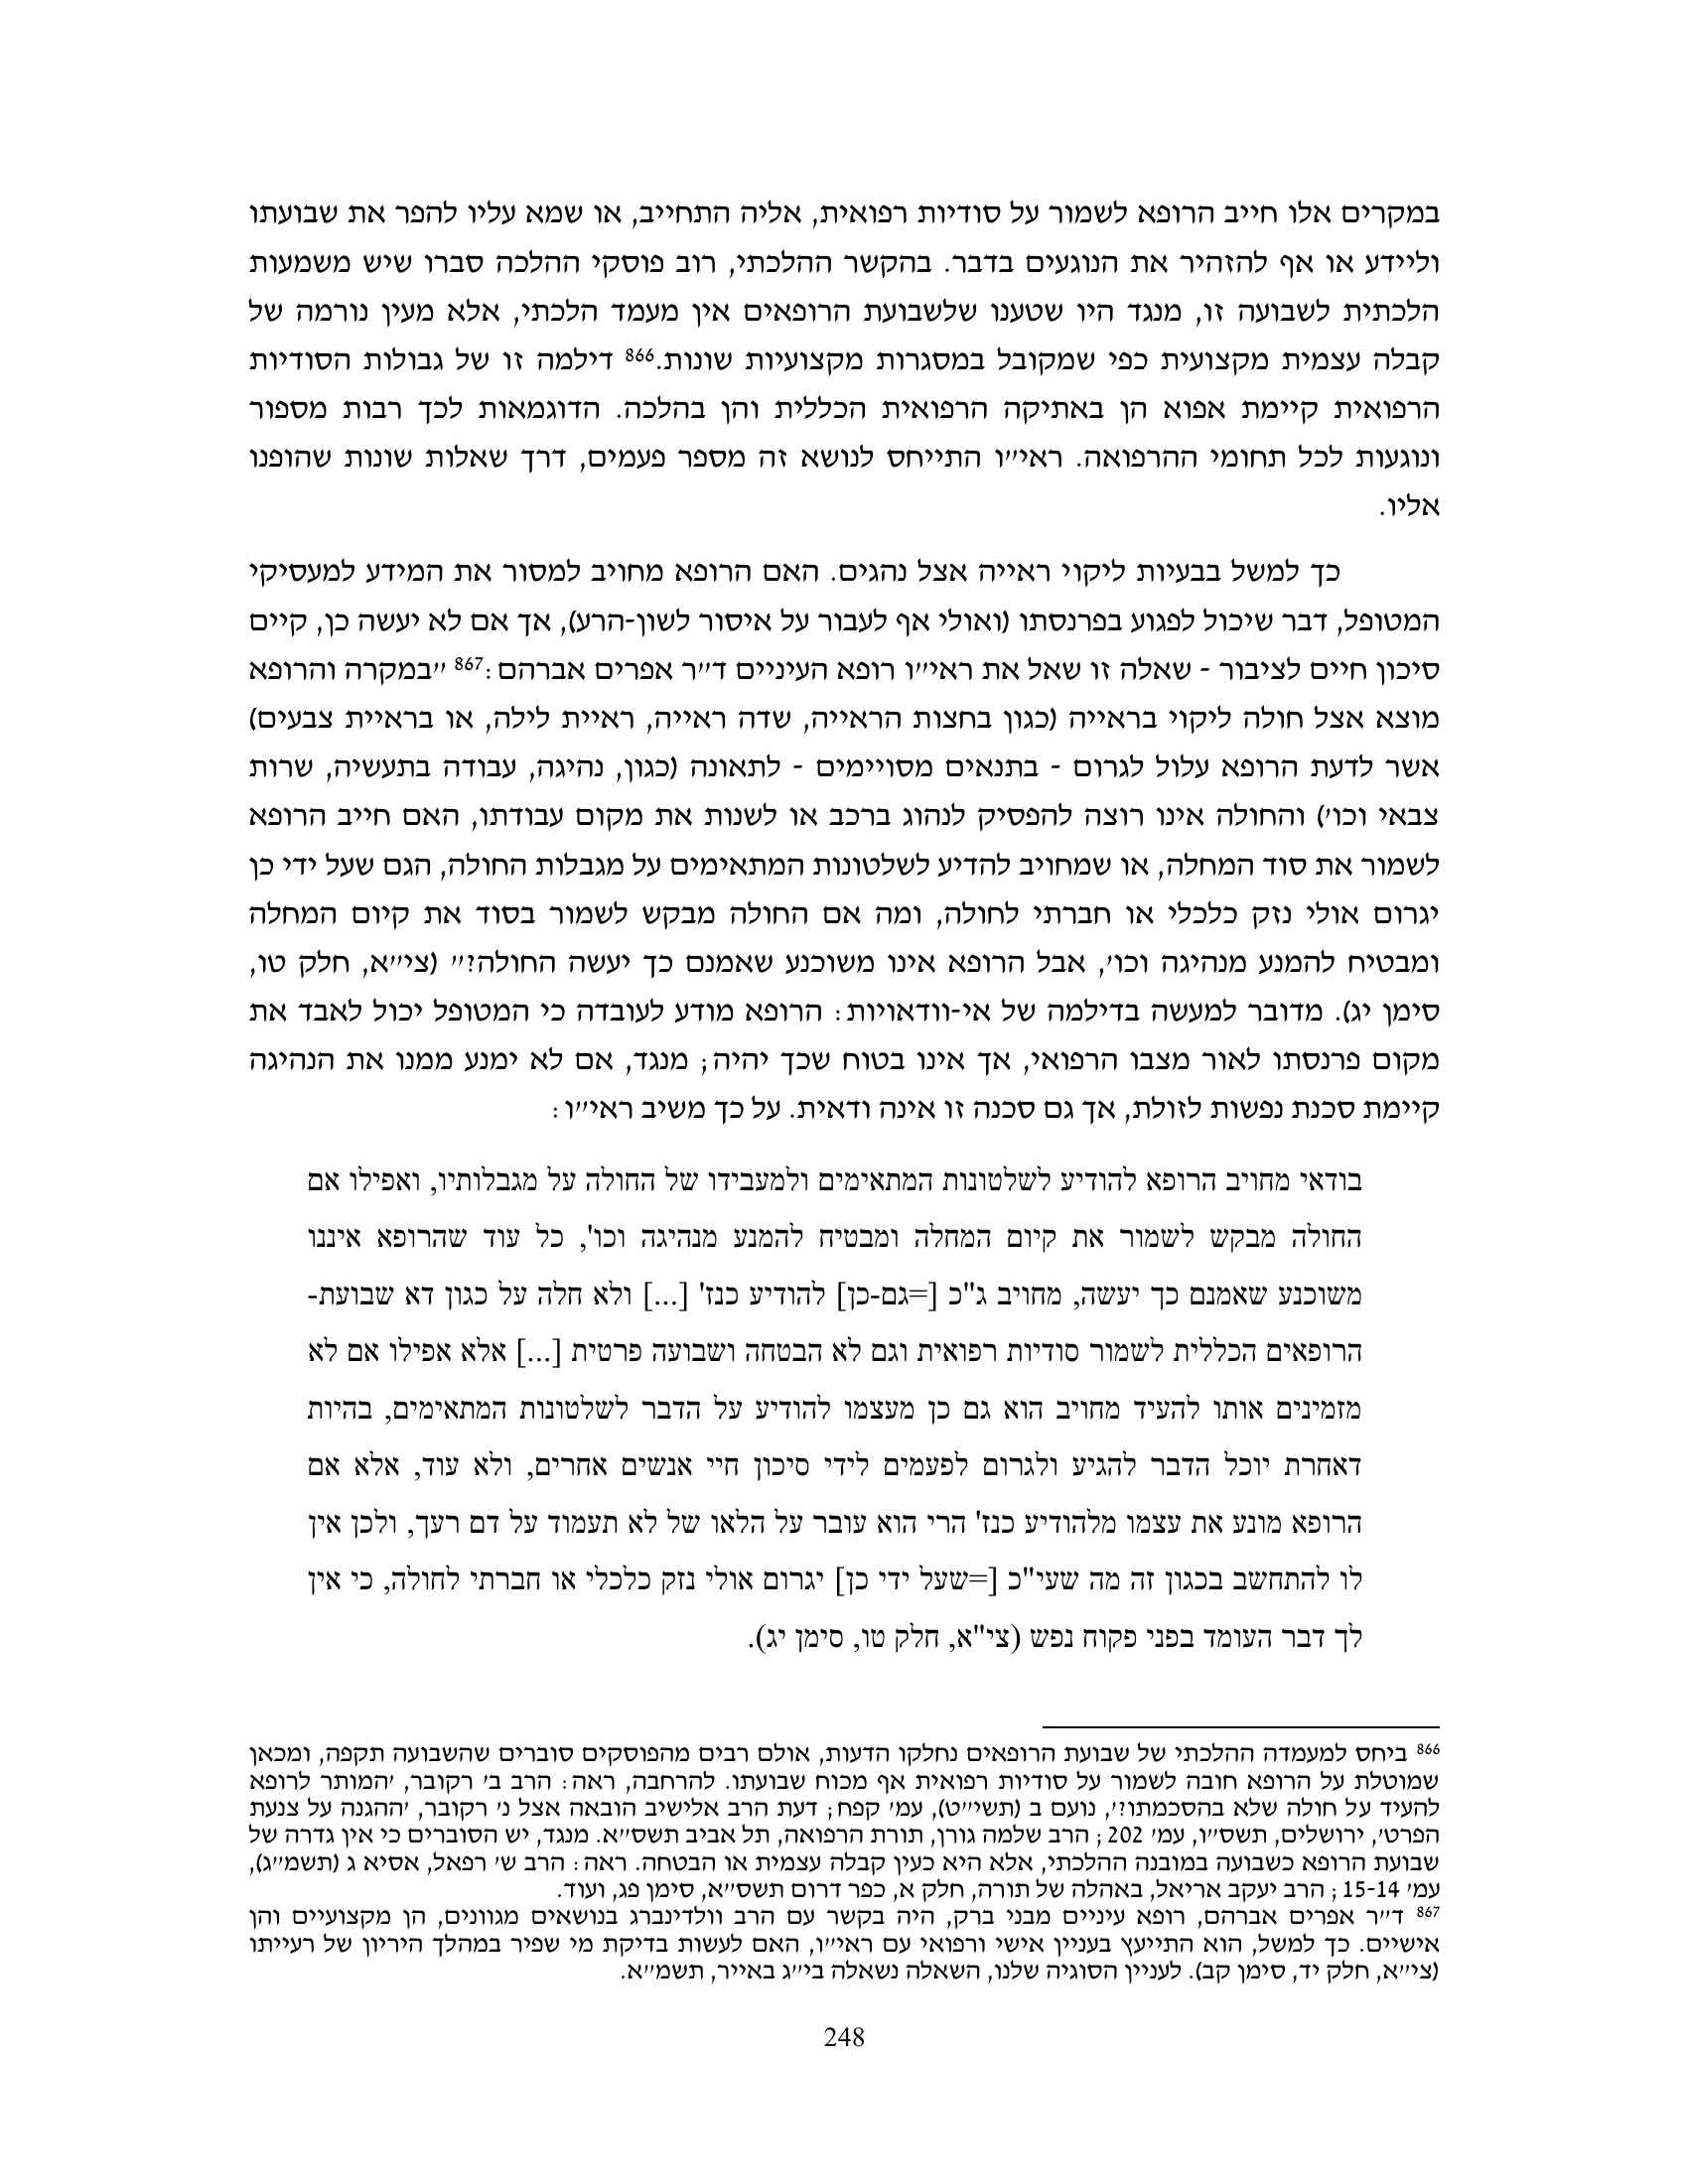 במקרים אלו חייב הרופא לשמור על סודיות רפואית, אליה התחייב, או שמא עליו להפר את שבועתו
וליידע או אף להזהיר את הנוגעים בדבר. בהקשר ההלכתי, רוב פוסקי ההלכה סברו שיש משמעות
הלכתית לשבועה זו, מנגד היו שטענו שלשבועת הרופאים אין מעמד הלכתי, אלא מעין נורמה של
קבלה עצמית מקצועית כפי שמקובל במסגרות מקצועיות שונות.866 דילמה זו של גבולות הסודיות
הרפואית קיימת אפוא הן באתיקה הרפואית הכללית והן בהלכה. הדוגמאות לכך רבות מספור
ונוגעות לכל תחומי ההרפואה. ראי״ו התייחס לנושא זה מספר פעמים, דרך שאלות שונות שהופנו
אליו.
כך למשל בבעיות ליקוי ראייה אצל נהגים. האם הרופא מחויב למסור את המידע למעסיקי
המטופל, דבר שיכול לפגוע בפרנסתו (ואולי אף לעבור על איסור לשון-הרע), אך אם לא יעשה כן, קיים
סיכון חיים לציבור - שאלה זו שאל את ראי״ו רופא העיניים ד״ר אפרים אברהם:867 ״במקרה והרופא
מוצא אצל חולה ליקוי בראייה (כגון בחצות הראייה, שדה ראייה, ראיית לילה, או בראיית צבעים)
אשר לדעת הרופא עלול לגרום - בתנאים מסויימים - לתאונה (כגון, נהיגה, עבודה בתעשיה, שרות
צבאי וכו׳) והחולה אינו רוצה להפסיק לנהוג ברכב או לשנות את מקום עבודתו, האם חייב הרופא
לשמור את סוד המחלה, או שמחויב להדיע לשלטונות המתאימים על מגבלות החולה, הגם שעל ידי כן
יגרום אולי נזק כלכלי או חברתי לחולה, ומה אם החולה מבקש לשמור בסוד את קיום המחלה
ומבטיח להמנע מנהיגה וכו׳, אבל הרופא אינו משוכנע שאמנם כך יעשה החולה?״ (צי״א, חלק טו,
סימן יג). מדובר למעשה בדילמה של אי-וודאויות: הרופא מודע לעובדה כי המטופל יכול לאבד את
מקום פרנסתו לאור מצבו הרפואי, אך אינו בטוח שכך יהיה; מנגד, אם לא ימנע ממנו את הנהיגה
קיימת סכנת נפשות לזולת, אך גם סכנה זו אינה ודאית. על כך משיב ראי״ו:
בודאי מחויב הרופא להודיע לשלטונות המתאימים ולמעבידו של החולה על מגבלותיו, ואפילו אם
החולה מבקש לשמור את קיום המחלה ומבטיח להמנע מנהיגה וכו', כל עוד שהרופא איננו
משוכנע שאמנם כך יעשה, מחויב ג"כ [=גם-כן] להודיע כנז' [...] ולא חלה על כגון דא שבועת-
הרופאים הכללית לשמור סודיות רפואית וגם לא הבטחה ושבועה פרטית [...] אלא אפילו אם לא
מזמינים אותו להעיד מחויב הוא גם כן מעצמו להודיע על הדבר לשלטונות המתאימים, בהיות
דאחרת יוכל הדבר להגיע ולגרום לפעמים לידי סיכון חיי אנשים אחרים, ולא עוד, אלא אם
הרופא מונע את עצמו מלהודיע כנז' הרי הוא עובר על הלאו של לא תעמוד על דם רעך, ולכן אין
לו להתחשב בכגון זה מה שעי"כ [=שעל ידי כן] יגרום אולי נזק כלכלי או חברתי לחולה, כי אין
לך דבר העומד בפני פקוח נפש (צי"א, חלק טו, סימן יג).
866 ביחס למעמדה ההלכתי של שבועת הרופאים נחלקו הדעות, אולם רבים מהפוסקים סוברים שהשבועה תקפה, ומכאן
שמוטלת על הרופא חובה לשמור על סודיות רפואית אף מכוח שבועתו. להרחבה, ראה: הרב ב׳ רקובר, ׳המותר לרופא
להעיד על חולה שלא בהסכמתו?׳, נועם ב (תשי״ט), עמ׳ קפח; דעת הרב אלישיב הובאה אצל נ׳ רקובר, ׳ההגנה על צנעת
הפרט׳, ירושלים, תשס״ו, עמ׳ 202; הרב שלמה גורן, תורת הרפואה, תל אביב תשס״א. מנגד, יש הסוברים כי אין גדרה של
שבועת הרופא כשבועה במובנה ההלכתי, אלא היא כעין קבלה עצמית או הבטחה. ראה: הרב ש׳ רפאל, אסיא ג (תשמ״ג),
עמ׳ 15-14; הרב יעקב אריאל, באהלה של תורה, חלק א, כפר דרום תשס״א, סימן פג, ועוד.
867 ד״ר אפרים אברהם, רופא עיניים מבני ברק, היה בקשר עם הרב וולדינברג בנושאים מגוונים, הן מקצועיים והן
אישיים. כך למשל, הוא התייעץ בעניין אישי ורפואי עם ראי״ו, האם לעשות בדיקת מי שפיר במהלך היריון של רעייתו
(צי״א, חלק יד, סימן קב). לעניין הסוגיה שלנו, השאלה נשאלה בי״ג באייר, תשמ״א.
248